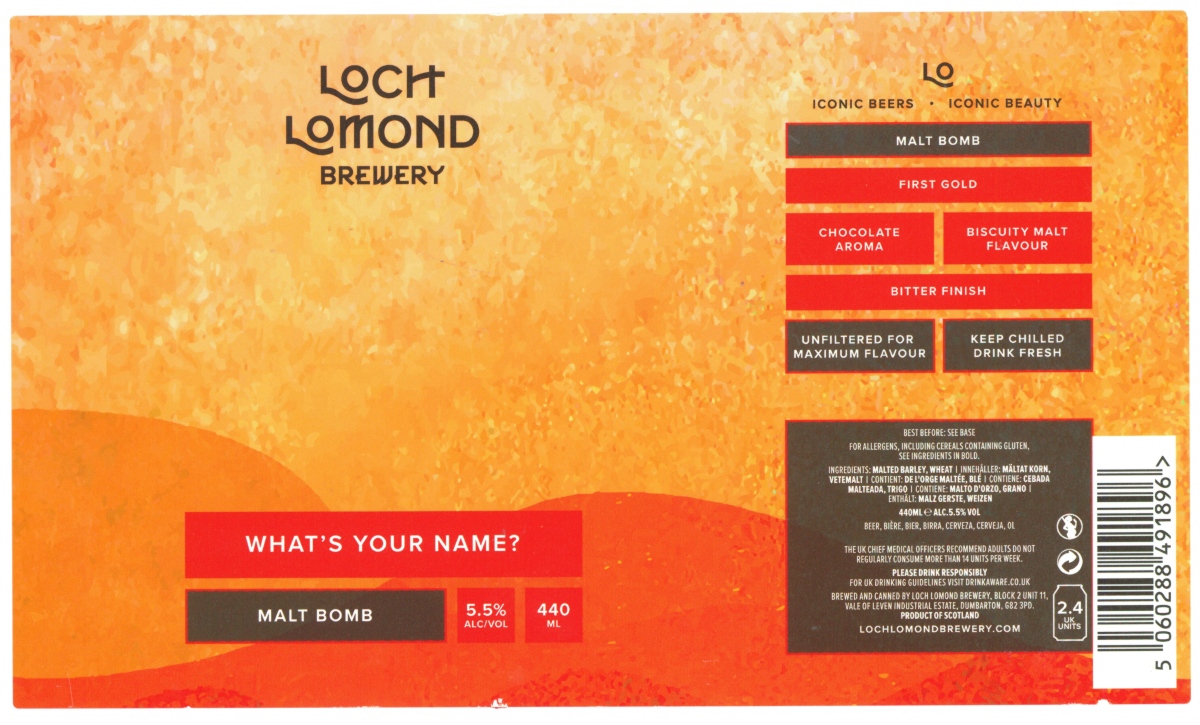 LOCH
LOMOND
BREWERY
WHAT'S YOUR NAME?
MALT BOMB
5.5%
ALC/VOL
440
ML
LO
ICONIC BEERS • ICONIC BEAUTY
MALT BOMB
FIRST GOLD
CHOCOLATE
AROMA
BISCUITY MALT
FLAVOUR
BITTER FINISH
UNFILTERED FOR
MAXIMUM FLAVOUR
KEEP CHILLED
DRINK FRESH
BEST BEFORE: SEE BASE
FOR ALLERGENS, INCLUDING CEREALS CONTAINING GLUTEN,
SEE INGREDIENTS IN BOLD.
INGREDIENTS: MALTED BARLEY, WHEAT | INNEHÅLLER: MÄLTAT KORN,
VETEMALT | CONTIENT: DE L'ORGE MALTÉE, BLÉ | CONTIENE: CEBADA
MALTEADA, TRIGO | CONTIENE: MALTO D'ORZO, GRANO |
ENTHÄLT: MALZ GERSTE, WEIZEN
440ML ℮ ALC.5.5% VOL
BEER, BIÈRE, BIER, BIRRA, CERVEZA, CERVEJA, ØL
THE UK CHIEF MEDICAL OFFICERS RECOMMEND ADULTS DO NOT
REGULARLY CONSUME MORE THAN 14 UNITS PER WEEK.
PLEASE DRINK RESPONSIBLY
FOR UK DRINKING GUIDELINES VISIT DRINKAWARE.CO.UK
BREWED AND CANNED BY LOCH LOMOND BREWERY, BLOCK 2 UNIT 11,
VALE OF LEVEN INDUSTRIAL ESTATE, DUMBARTON, G82 3PD.
PRODUCT OF SCOTLAND
LOCHLOMONDBREWERY.COM
2.4
UK
UNITS
5 060288 491896 >